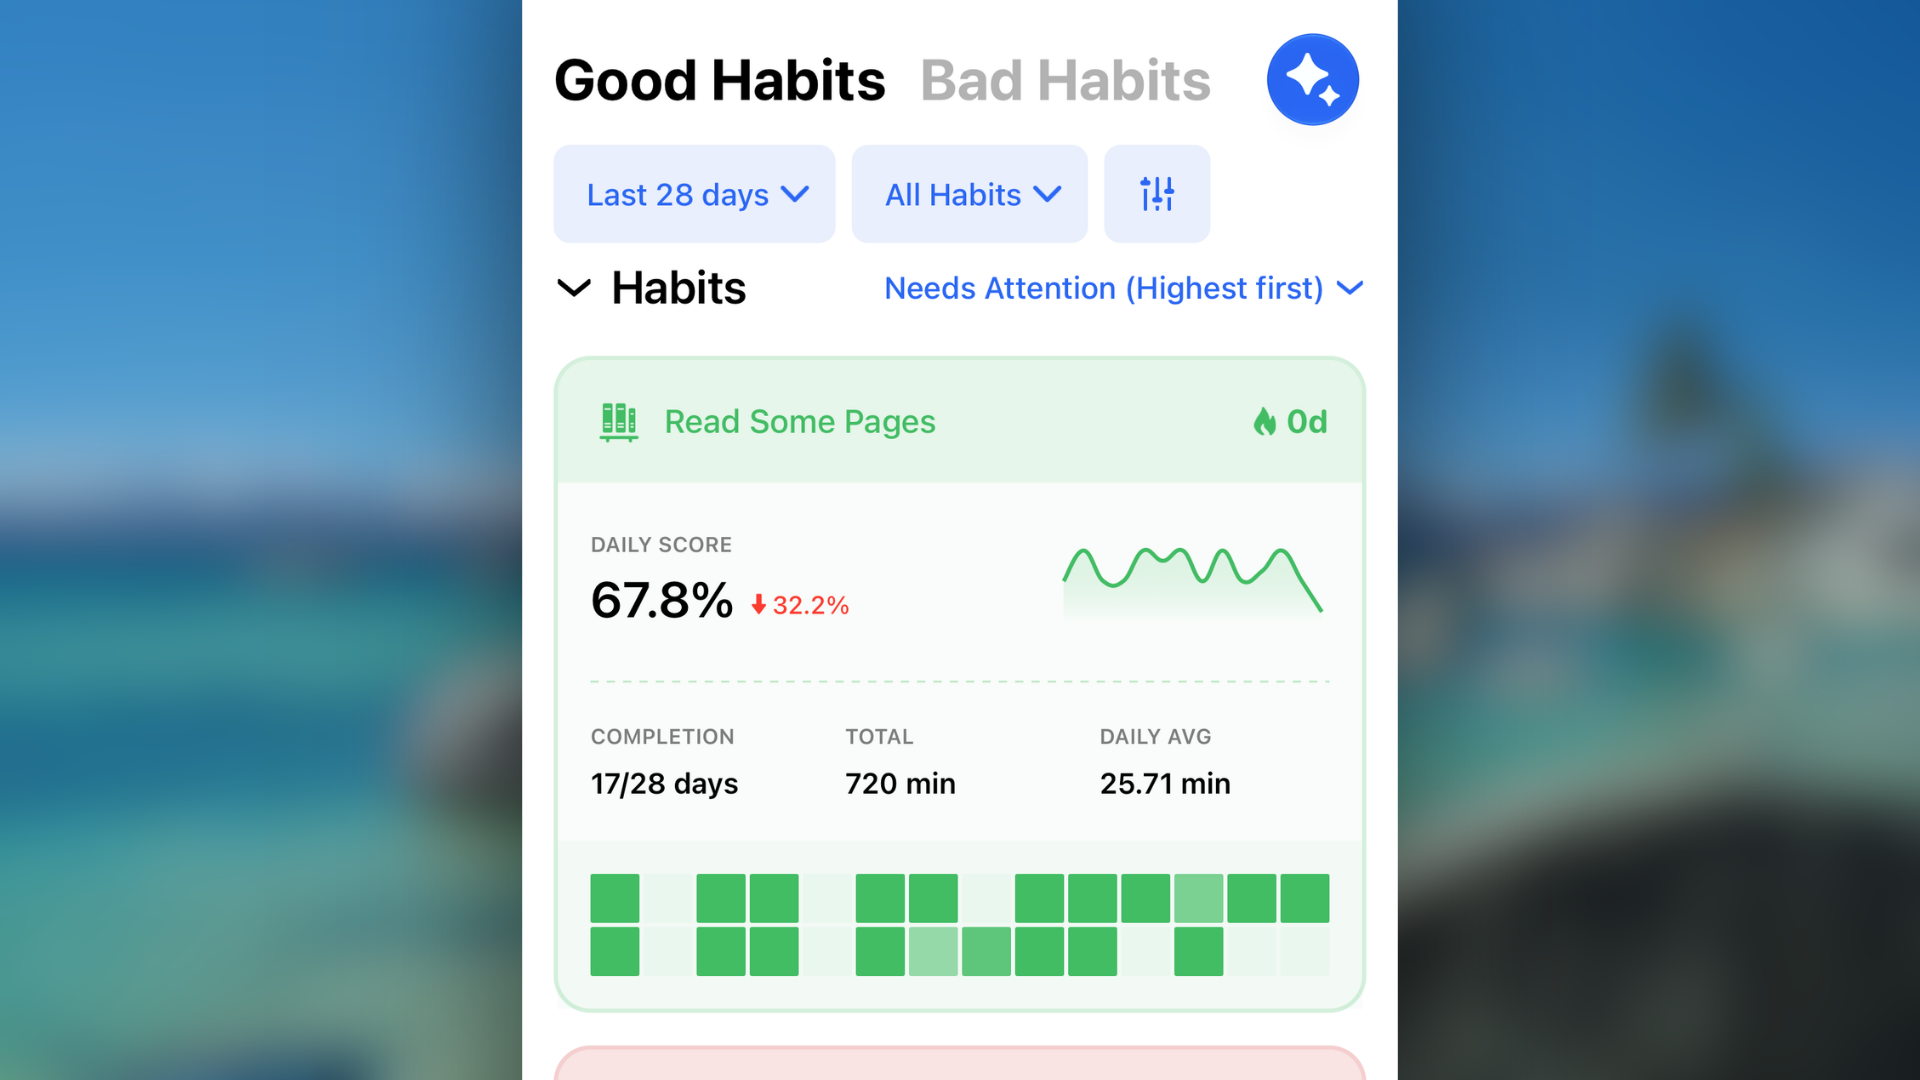 Good Habits Bad Habits
Last 28 days All Habits
Habits Needs Attention (Highest first)
Read Some Pages 0d
DAILY SCORE
67.8% 32.2%
COMPLETION TOTAL DAILY AVG
17/28 days 720 min 25.71 min